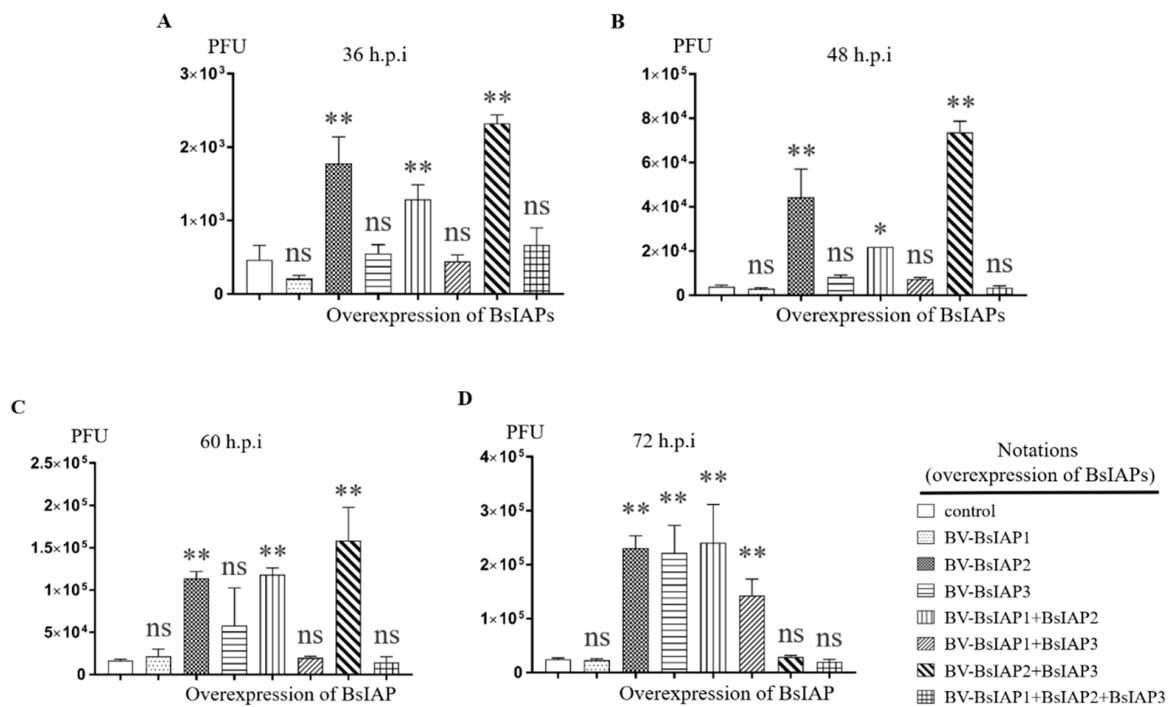 A
PFU
36 h.p.i
3×10³
2×10³
1×10³
0
ns
**
ns
**
ns
**
ns
Overexpression of BsIAPs
B
PFU
48 h.p.i
1×10⁵
8×10⁴
6×10⁴
4×10⁴
2×10⁴
0
ns
**
ns
*
ns
**
ns
Overexpression of BsIAPs
C
PFU
60 h.p.i
2.5×10⁵
2×10⁵
1.5×10⁵
1×10⁵
5×10⁴
0
ns
**
ns
**
ns
**
ns
Overexpression of BsIAP
D
PFU
72 h.p.i
4×10⁵
3×10⁵
2×10⁵
1×10⁵
0
ns
**
**
**
**
ns
ns
Overexpression of BsIAP
Notations
(overexpression of BsIAPs)
control
BV-BsIAP1
BV-BsIAP2
BV-BsIAP3
BV-BsIAP1+BsIAP2
BV-BsIAP1+BsIAP3
BV-BsIAP2+BsIAP3
BV-BsIAP1+BsIAP2+BsIAP3